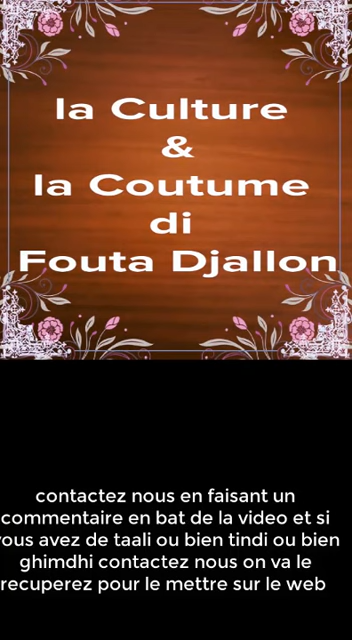 la Culture
&
la Coutume
di
Fouta Djallon
contactez nous en faisant un
commentaire en bat de la video et si
vous avez de taali ou bien tindi ou bien
ghimdhi contactez nous on va le
recuperez pour le mettre sur le web